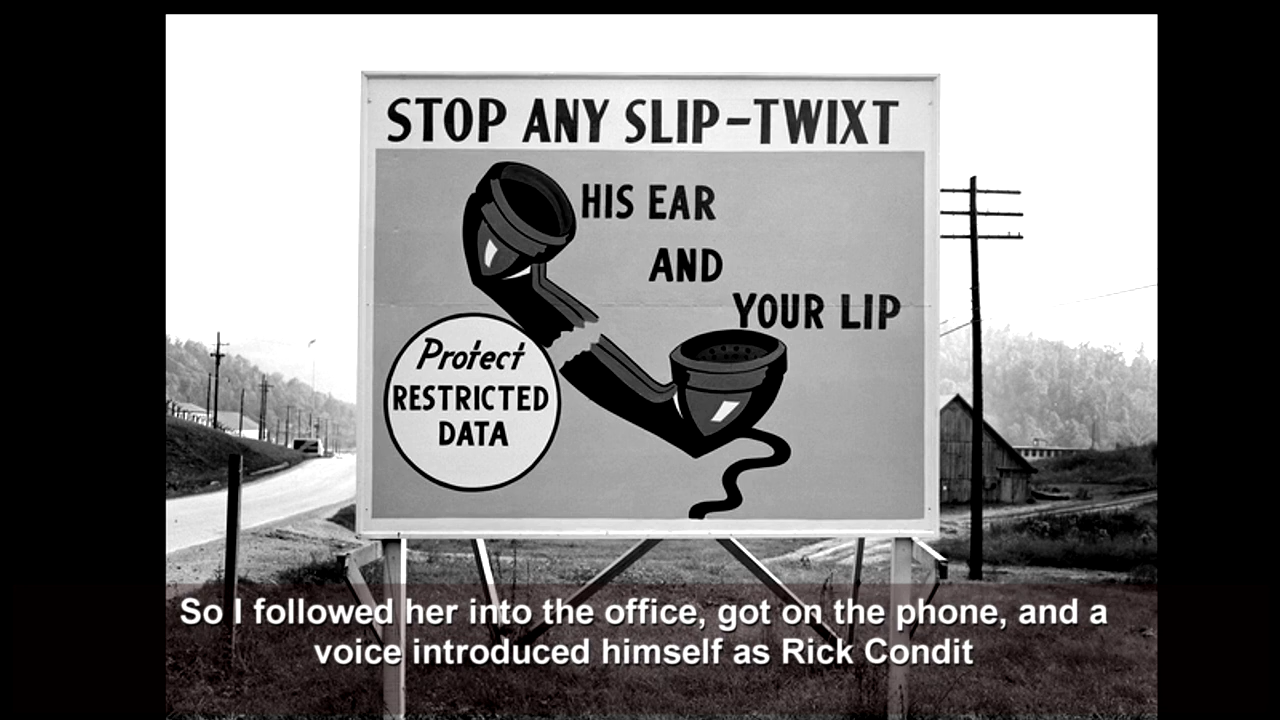 STOP ANY SLIP-TWIXT
HIS EAR
AND
YOUR LIP
Protect
RESTRICTED
DATA
So I followed her into the office, got on the phone, and a
voice introduced himself as Rick Condit